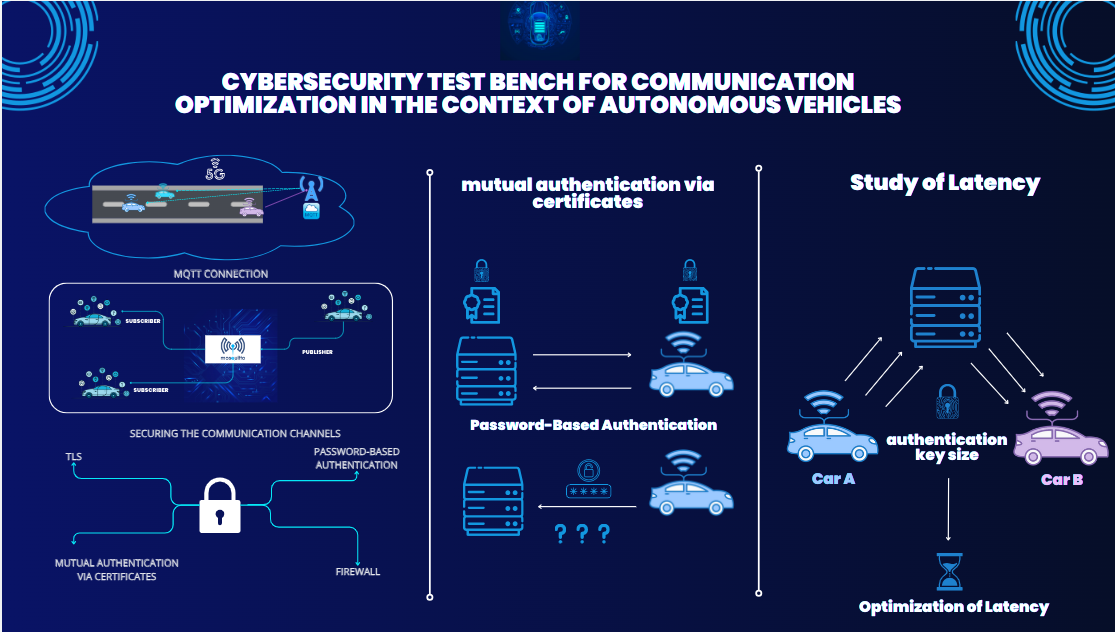 CYBERSECURITY TEST BENCH FOR COMMUNICATION
OPTIMIZATION IN THE CONTEXT OF AUTONOMOUS VEHICLES
5G
MQTT
MQTT CONNECTION
SUBSCRIBER
PUBLISHER
mosquitto
SUBSCRIBER
SECURING THE COMMUNICATION CHANNELS
TLS
PASSWORD-BASED
AUTHENTICATION
MUTUAL AUTHENTICATION
VIA CERTIFICATES
FIREWALL
mutual authentication via
certificates
Password-Based Authentication
****
? ? ?
Study of Latency
authentication
key size
Car A
Car B
Optimization of Latency